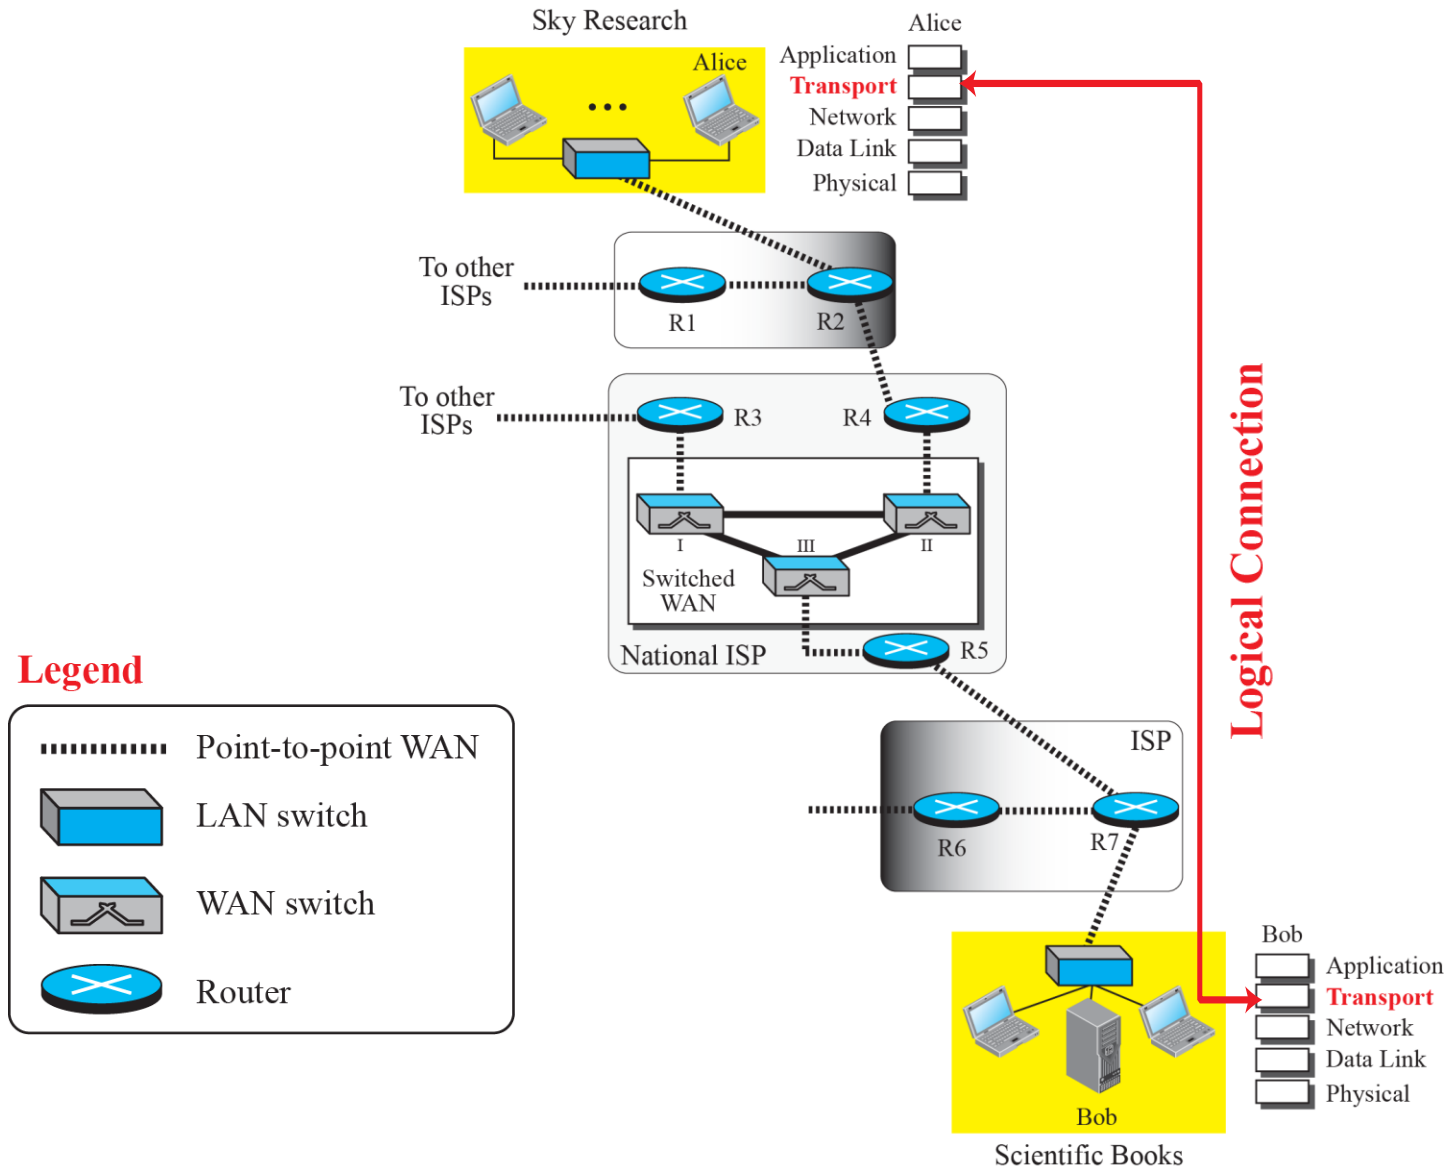 Sky Research
Alice
Alice
Application
Transport
Network
Data Link
Physical
To other
ISPs
R1
R2
To other
ISPs
R3
R4
I
III
II
Switched
WAN
National ISP
R5
Logical Connection
Legend
Point-to-point WAN
LAN switch
WAN switch
Router
ISP
R6
R7
Bob
Application
Transport
Network
Data Link
Physical
Bob
Scientific Books